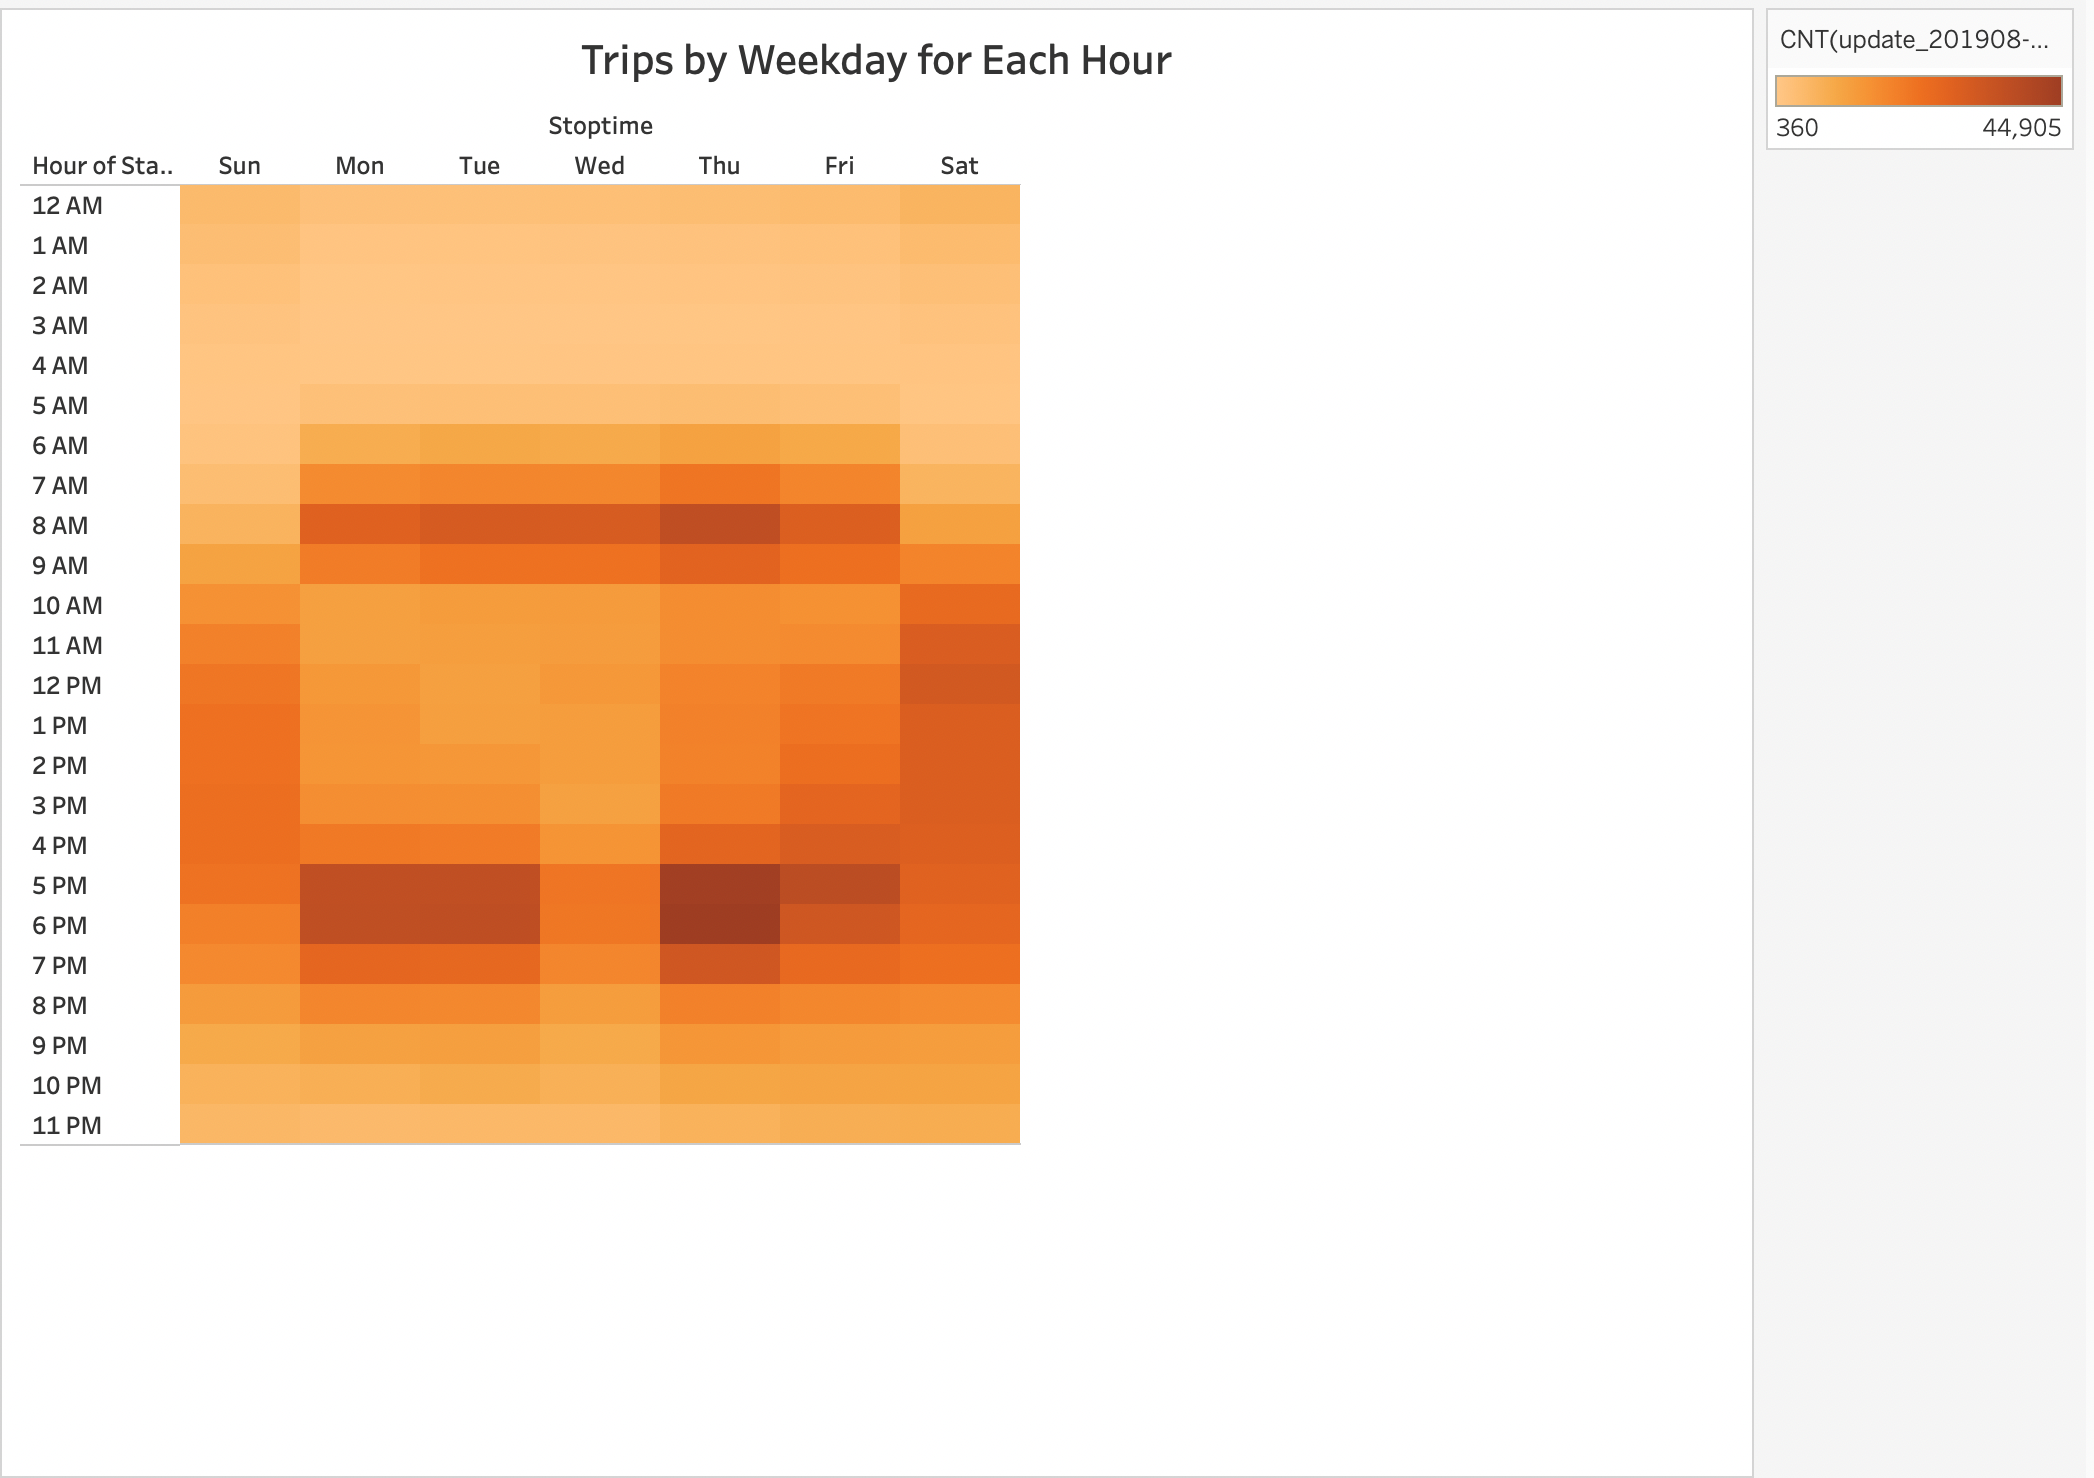 Trips by Weekday for Each Hour
Stoptime
Hour of Sta.. Sun Mon Tue Wed Thu Fri Sat
12 AM
1 AM
2 AM
3 AM
4 AM
5 AM
6 AM
7 AM
8 AM
9 AM
10 AM
11 AM
12 PM
1 PM
2 PM
3 PM
4 PM
5 PM
6 PM
7 PM
8 PM
9 PM
10 PM
11 PM
CNT(update_201908-...
360 44,905